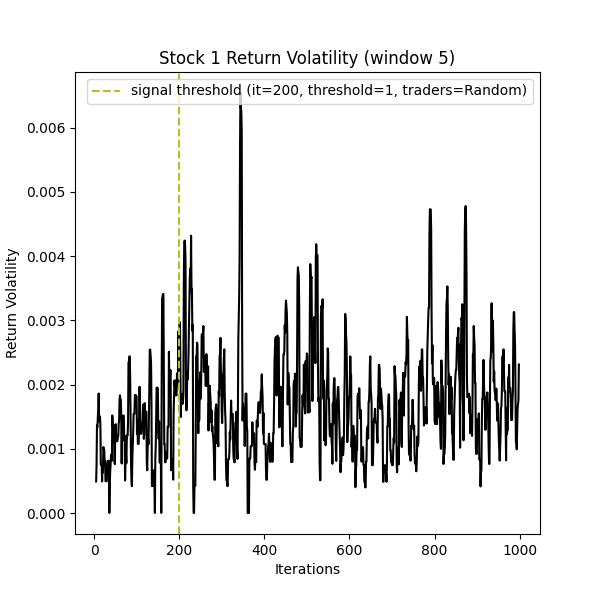 Stock 1 Return Volatility (window 5)
signal threshold (it=200, threshold=1, traders=Random)
0.006
0.005
0.004
0.003
0.002
0.001
0.000
Return Volatility
0 200 400 600 800 1000
Iterations